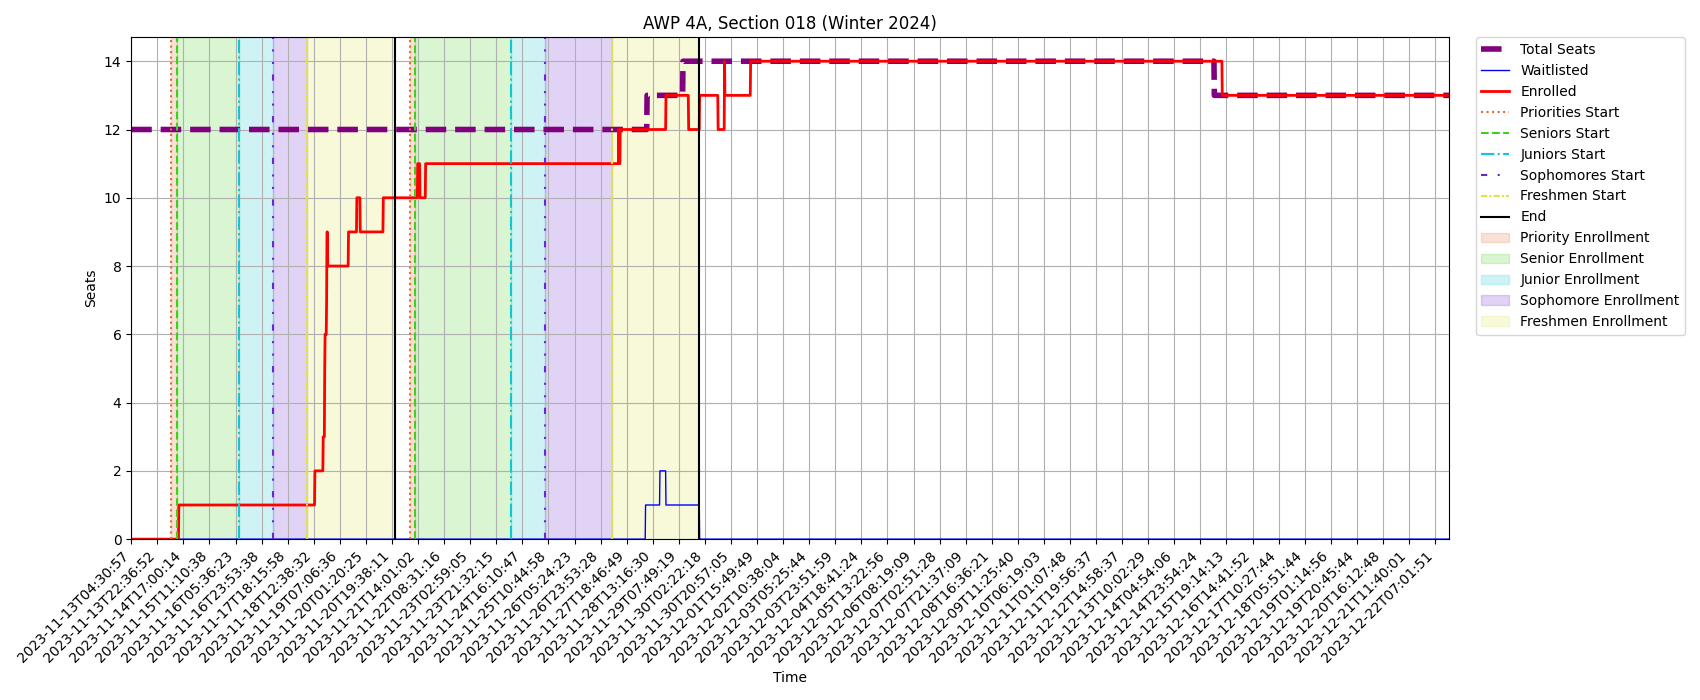 AWP 4A, Section 018 (Winter 2024)
Seats
14
12
10
8
6
4
2
0
Total Seats
Waitlisted
Enrolled
Priorities Start
Seniors Start
Juniors Start
Sophomores Start
Freshmen Start
End
Priority Enrollment
Senior Enrollment
Junior Enrollment
Sophomore Enrollment
Freshmen Enrollment
2023-11-13T04:30:57
2023-11-13T22:36:52
2023-11-14T17:00:14
2023-11-15T11:10:38
2023-11-16T05:36:23
2023-11-16T23:53:38
2023-11-17T18:15:58
2023-11-18T12:38:32
2023-11-19T07:06:36
2023-11-20T01:20:25
2023-11-20T19:38:11
2023-11-21T14:01:02
2023-11-22T08:31:16
2023-11-23T02:59:05
2023-11-23T21:32:15
2023-11-24T16:10:47
2023-11-25T10:44:58
2023-11-26T05:24:23
2023-11-26T23:53:28
2023-11-27T18:46:49
2023-11-28T13:16:30
2023-11-29T07:49:19
2023-11-30T02:22:18
2023-11-30T20:57:05
2023-12-01T15:49:49
2023-12-02T10:38:04
2023-12-03T05:25:44
2023-12-03T23:51:59
2023-12-04T18:41:24
2023-12-05T13:22:56
2023-12-06T08:19:09
2023-12-07T02:51:28
2023-12-07T21:37:09
2023-12-08T16:36:21
2023-12-09T11:25:40
2023-12-10T06:19:03
2023-12-11T01:07:48
2023-12-11T19:56:37
2023-12-12T14:58:37
2023-12-13T10:02:29
2023-12-14T04:54:06
2023-12-14T23:54:24
2023-12-15T19:14:13
2023-12-16T14:41:52
2023-12-17T10:27:44
2023-12-18T05:51:44
2023-12-19T01:14:56
2023-12-19T20:45:44
2023-12-20T16:12:48
2023-12-21T11:40:01
2023-12-22T07:01:51
Time